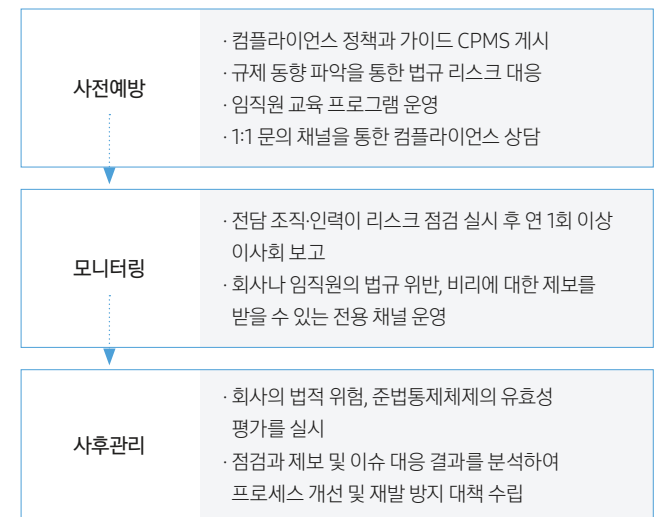 사전예방
· 컴플라이언스 정책과 가이드 CPMS 게시
· 규제 동향 파악을 통한 법규 리스크 대응
· 임직원 교육 프로그램 운영
· 1:1 문의 채널을 통한 컴플라이언스 상담
모니터링
· 전담 조직·인력이 리스크 점검 실시 후 연 1회 이상
이사회 보고
· 회사나 임직원의 법규 위반, 비리에 대한 제보를
받을 수 있는 전용 채널 운영
사후관리
· 회사의 법적 위험, 준법통제체제의 유효성
평가를 실시
· 점검과 제보 및 이슈 대응 결과를 분석하여
프로세스 개선 및 재발 방지 대책 수립